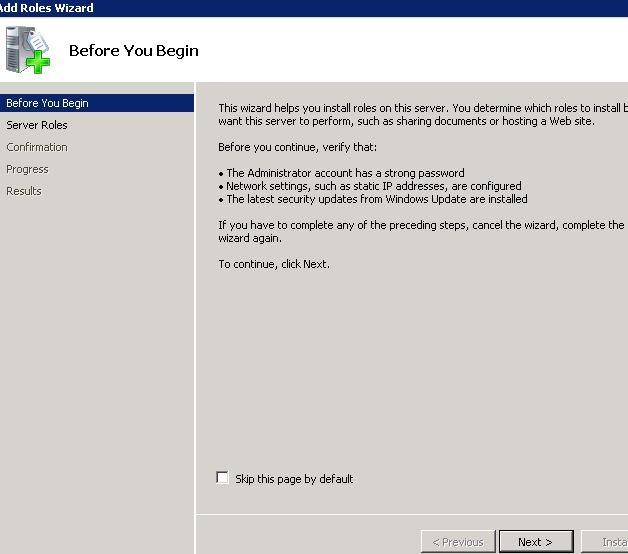 Add Roles Wizard
Before You Begin
Before You Begin
Server Roles
Confirmation
Progress
Results
This wizard helps you install roles on this server. You determine which roles to install
want this server to perform, such as sharing documents or hosting a Web site.
Before you continue, verify that:
• The Administrator account has a strong password
• Network settings, such as static IP addresses, are configured
• The latest security updates from Windows Update are installed
If you have to complete any of the preceding steps, cancel the wizard, complete the
wizard again.
To continue, click Next.
Skip this page by default
< Previous
Next >
Insta